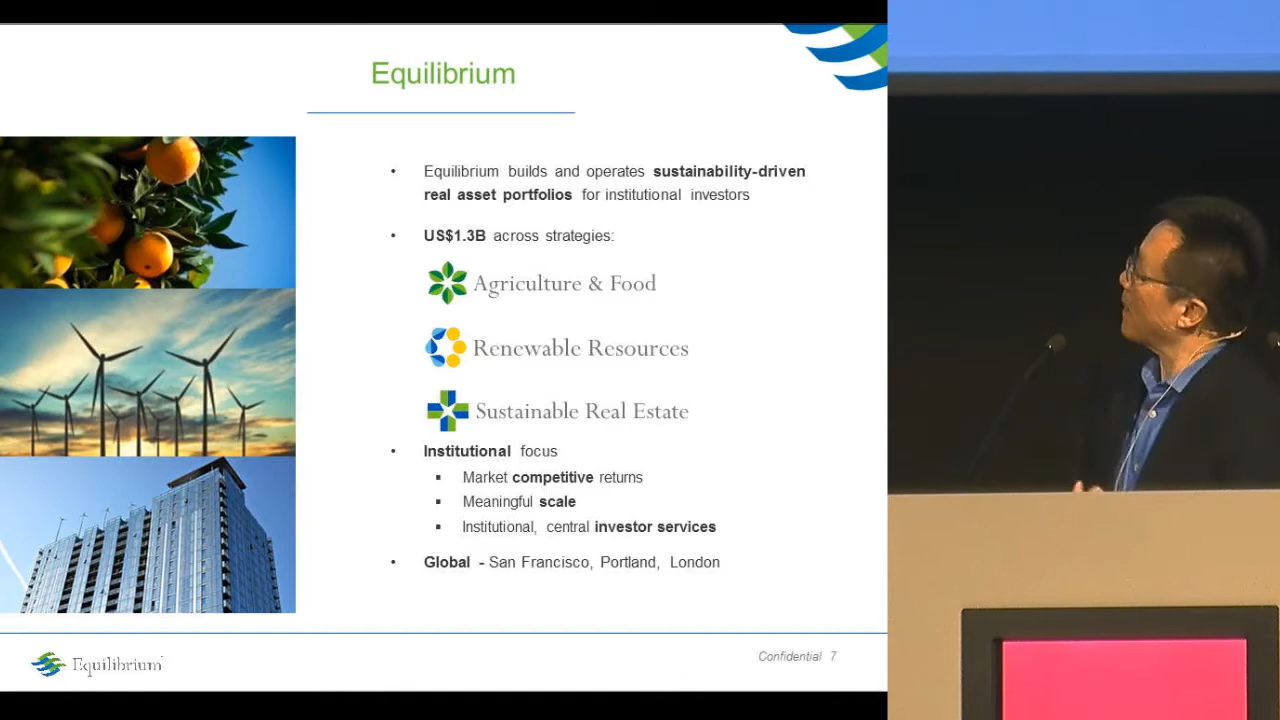 Equilibrium
• Equilibrium builds and operates sustainability-driven
real asset portfolios for institutional investors
• US$1.3B across strategies:
Agriculture & Food
Renewable Resources
Sustainable Real Estate
• Institutional focus
▪ Market competitive returns
▪ Meaningful scale
▪ Institutional, central investor services
• Global - San Francisco, Portland, London
Equilibrium
Confidential 7